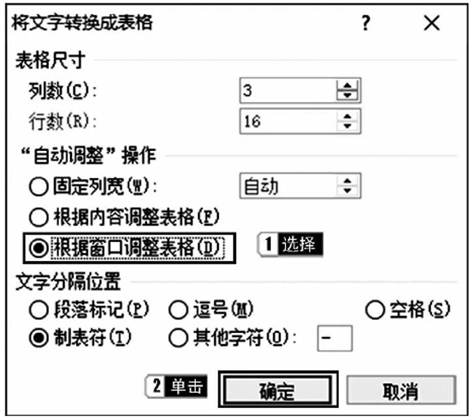 将文字转换成表格 ? ×
表格尺寸
列数(C): 3
行数(R): 16
“自动调整”操作
固定列宽(W): 自动
根据内容调整表格(F)
根据窗口调整表格(D) 1 选择
文字分隔位置
段落标记(P) 逗号(M) 空格(S)
制表符(T) 其他字符(O): -
2 单击 确定 取消